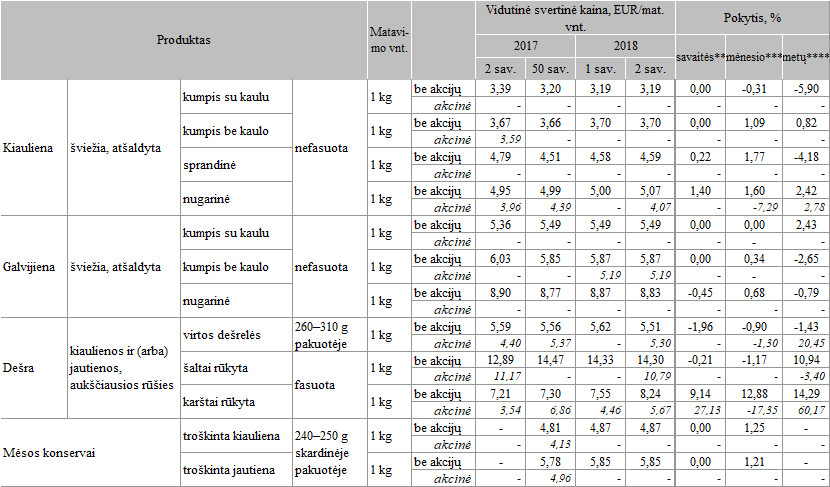 Produktas Matavi- mo vnt. Vidutinė svertinė kaina, EUR/mat. vnt. Pokytis, %
2017 2018 savaitės** mėnesio*** metų****
2 sav. 50 sav. 1 sav. 2 sav.
Kiauliena šviežia, atšaldyta kumpis su kaulu nefasuota 1 kg be akcijų 3,39 3,20 3,19 3,19 0,00 -0,31 -5,90
akcinė - - - - - - -
kumpis be kaulo 1 kg be akcijų 3,67 3,66 3,70 3,70 0,00 1,09 0,82
akcinė 3,59 - - - - - -
sprandinė 1 kg be akcijų 4,79 4,51 4,58 4,59 0,22 1,77 -4,18
akcinė - - - - - - -
nugarinė 1 kg be akcijų 4,95 4,99 5,00 5,07 1,40 1,60 2,42
akcinė 3,96 4,39 - 4,07 - -7,29 2,78
Galvijiena šviežia, atšaldyta kumpis su kaulu nefasuota 1 kg be akcijų 5,36 5,49 5,49 5,49 0,00 0,00 2,43
akcinė - - - - - - -
kumpis be kaulo 1 kg be akcijų 6,03 5,85 5,87 5,87 0,00 0,34 -2,65
akcinė - - 5,19 5,19 - - -
nugarinė 1 kg be akcijų 8,90 8,77 8,87 8,83 -0,45 0,68 -0,79
akcinė - - - - - - -
Dešra kiaulienos ir (arba) jautienos, aukščiausios rūšies virtos dešrelės 260–310 g pakuotėje 1 kg be akcijų 5,59 5,56 5,62 5,51 -1,96 -0,90 -1,43
akcinė 4,40 5,37 - 5,30 - -1,30 20,45
šaltai rūkyta fasuota 1 kg be akcijų 12,89 14,47 14,33 14,30 -0,21 -1,17 10,94
akcinė 11,17 - - 10,79 - - -3,40
karštai rūkyta 1 kg be akcijų 7,21 7,30 7,55 8,24 9,14 12,88 14,29
akcinė 3,54 6,86 4,46 5,67 27,13 -17,35 60,17
Mėsos konservai troškinta kiauliena 240–250 g skardinėje pakuotėje 1 kg be akcijų - 4,81 4,87 4,87 0,00 1,25 -
akcinė - 4,13 - - - - -
troškinta jautiena 1 kg be akcijų - 5,78 5,85 5,85 0,00 1,21 -
akcinė - 4,96 - - - - -